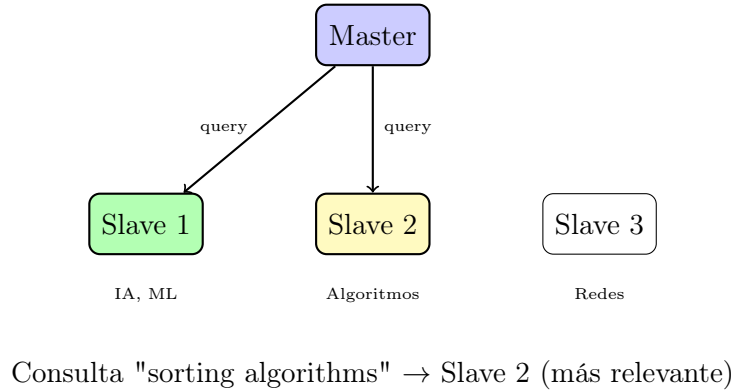 Master
query
query
Slave 1
Slave 2
Slave 3
IA, ML
Algoritmos
Redes
Consulta "sorting algorithms" → Slave 2 (más relevante)